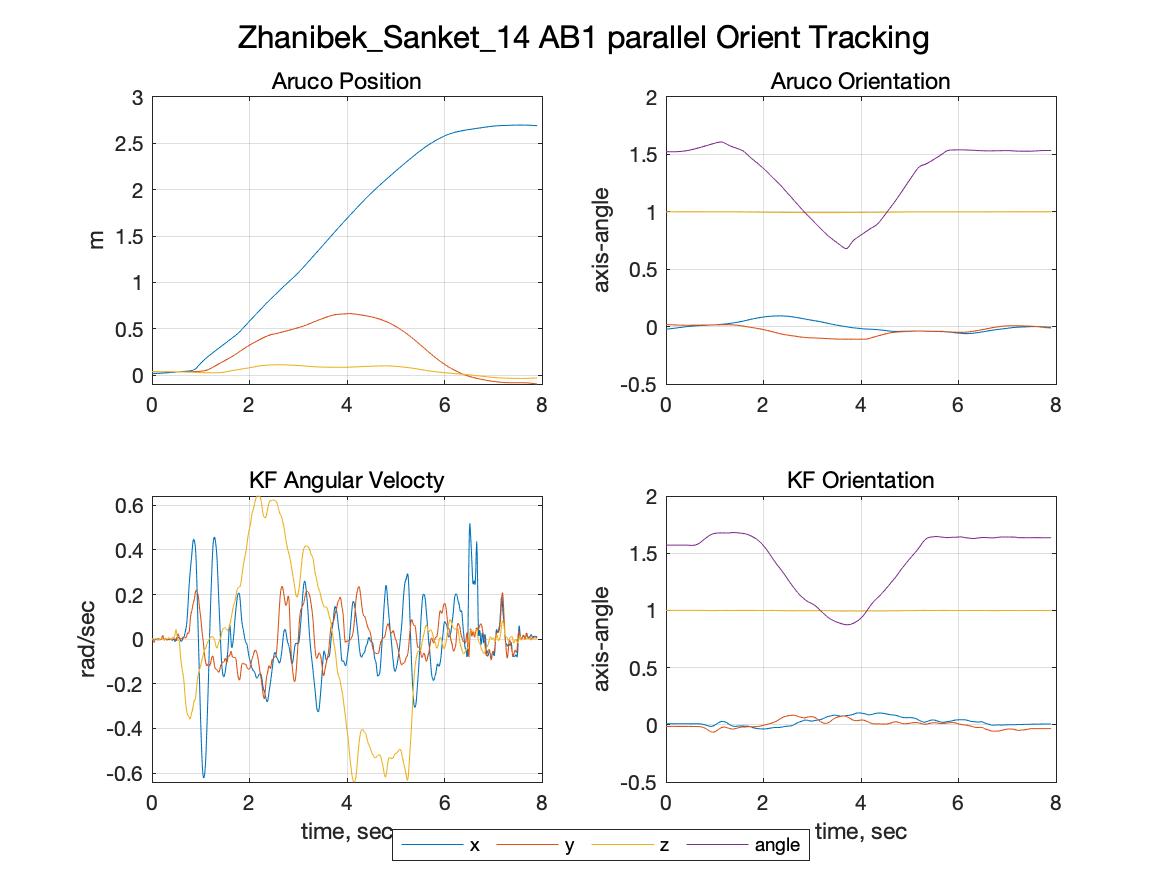 Zhanibek_Sanket_14 AB1 parallel Orient Tracking
Aruco Position
3
2.5
2
1.5
1
0.5
0
m
0 2 4 6 8
Aruco Orientation
2
1.5
1
0.5
0
-0.5
axis-angle
0 2 4 6 8
KF Angular Velocty
0.6
0.4
0.2
0
-0.2
-0.4
-0.6
rad/sec
0 2 4 6 8
time, sec
KF Orientation
2
1.5
1
0.5
0
-0.5
axis-angle
0 2 4 6 8
time, sec
x y z angle